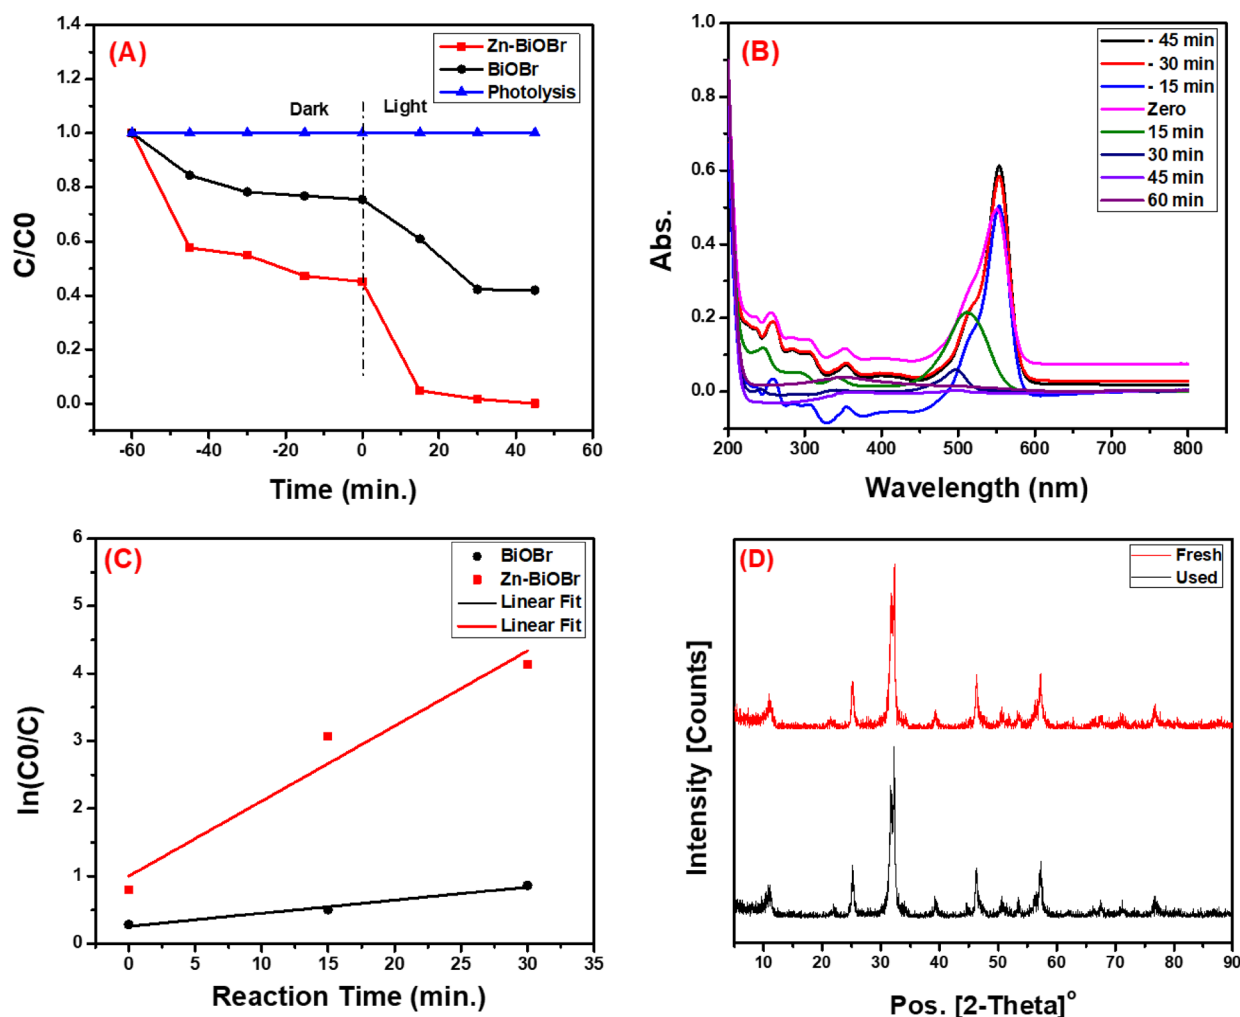 (A)
Zn-BiOBr
BiOBr
Photolysis
Dark
Light
1.4
1.2
1.0
0.8
0.6
0.4
0.2
0.0
C/C0
-60
-40
-20
0
20
40
60
Time (min.)
(B)
- 45 min
- 30 min
- 15 min
Zero
15 min
30 min
45 min
60 min
1.0
0.8
0.6
0.4
0.2
0.0
Abs.
200
300
400
500
600
700
800
Wavelength (nm)
(C)
BiOBr
Zn-BiOBr
Linear Fit
Linear Fit
6
5
4
3
2
1
0
ln(C0/C)
0
5
10
15
20
25
30
35
Reaction Time (min.)
(D)
Fresh
Used
Intensity [Counts]
10
20
30
40
50
60
70
80
90
Pos. [2-Theta]°